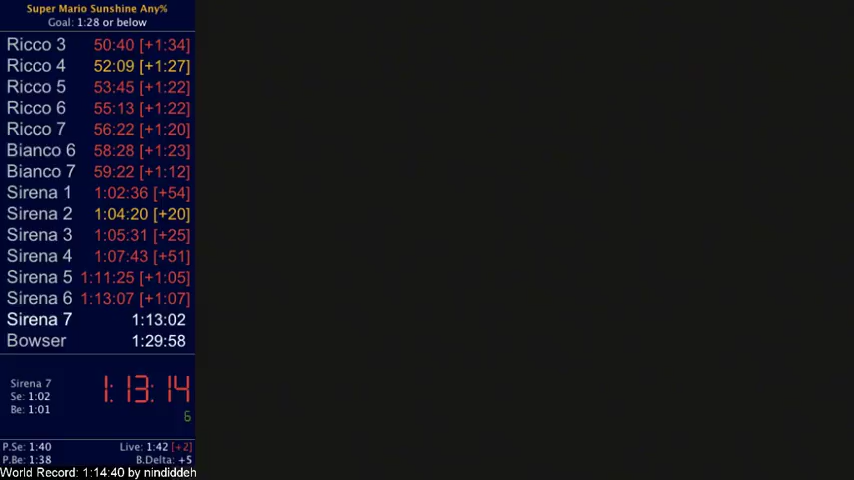 Super Mario Sunshine Any%
Goal: 1:28 or below
Ricco 3 50:40 [+1:34]
Ricco 4 52:09 [+1:27]
Ricco 5 53:45 [+1:22]
Ricco 6 55:13 [+1:22]
Ricco 7 56:22 [+1:20]
Bianco 6 58:28 [+1:23]
Bianco 7 59:22 [+1:12]
Sirena 1 1:02:36 [+54]
Sirena 2 1:04:20 [+20]
Sirena 3 1:05:31 [+25]
Sirena 4 1:07:43 [+51]
Sirena 5 1:11:25 [+1:05]
Sirena 6 1:13:07 [+1:07]
Sirena 7 1:13:02
Bowser 1:29:58
Sirena 7
Se: 1:02
Be: 1:01
1:13:14
6
P.Se: 1:40 Live: 1:42 [+2]
P.Be: 1:38 B.Delta: +5
World Record: 1:14:40 by nindiddeh